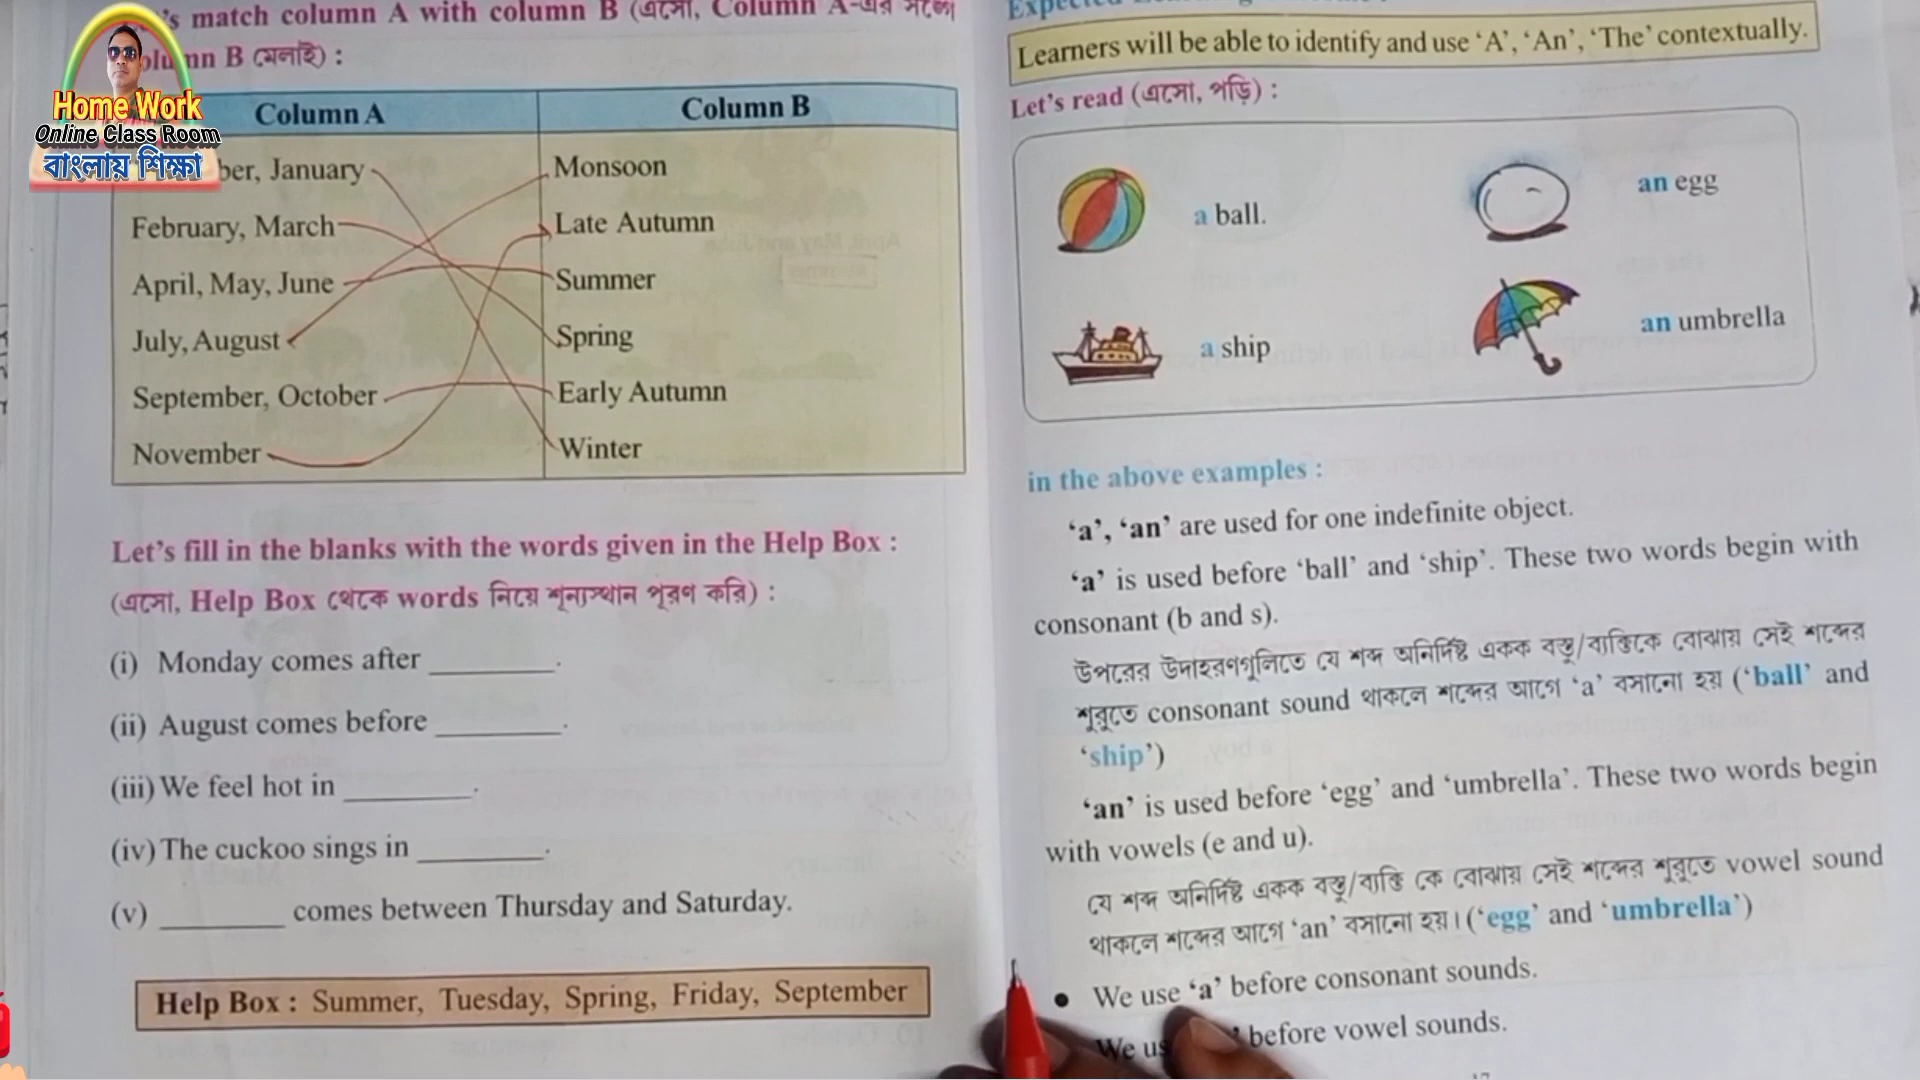 's match column A with column B (এসো, Column A-এর সঙ্গে
column B মেলাই) :
Home Work
Online Class Room
বাংলায় শিক্ষা
Column A
Column B
ber, January
Monsoon
February, March
Late Autumn
April, May, June
Summer
July, August
Spring
September, October
Early Autumn
November
Winter
Let's fill in the blanks with the words given in the Help Box :
(এসো, Help Box থেকে words নিয়ে শূন্যস্থান পূরণ করি) :
(i) Monday comes after ________.
(ii) August comes before ________.
(iii) We feel hot in ________.
(iv) The cuckoo sings in ________.
(v) ________ comes between Thursday and Saturday.
Help Box : Summer, Tuesday, Spring, Friday, September
Learners will be able to identify and use 'A', 'An', 'The' contextually.
Let's read (এসো, পড়ি) :
a ball.
an egg
a ship
an umbrella
in the above examples :
'a', 'an' are used for one indefinite object.
'a' is used before 'ball' and 'ship'. These two words begin with
consonant (b and s).
উপরের উদাহরণগুলিতে যে শব্দ অনির্দিষ্ট একক বস্তু/ব্যক্তিকে বোঝায় সেই শব্দের
শুরুতে consonant sound থাকলে শব্দের আগে 'a' বসানো হয় ('ball' and
'ship')
'an' is used before 'egg' and 'umbrella'. These two words begin
with vowels (e and u).
যে শব্দ অনির্দিষ্ট একক বস্তু/ব্যক্তি কে বোঝায় সেই শব্দের শুরুতে vowel sound
থাকলে শব্দের আগে 'an' বসানো হয়। ('egg' and 'umbrella')
● We use 'a' before consonant sounds.
We us ' before vowel sounds.